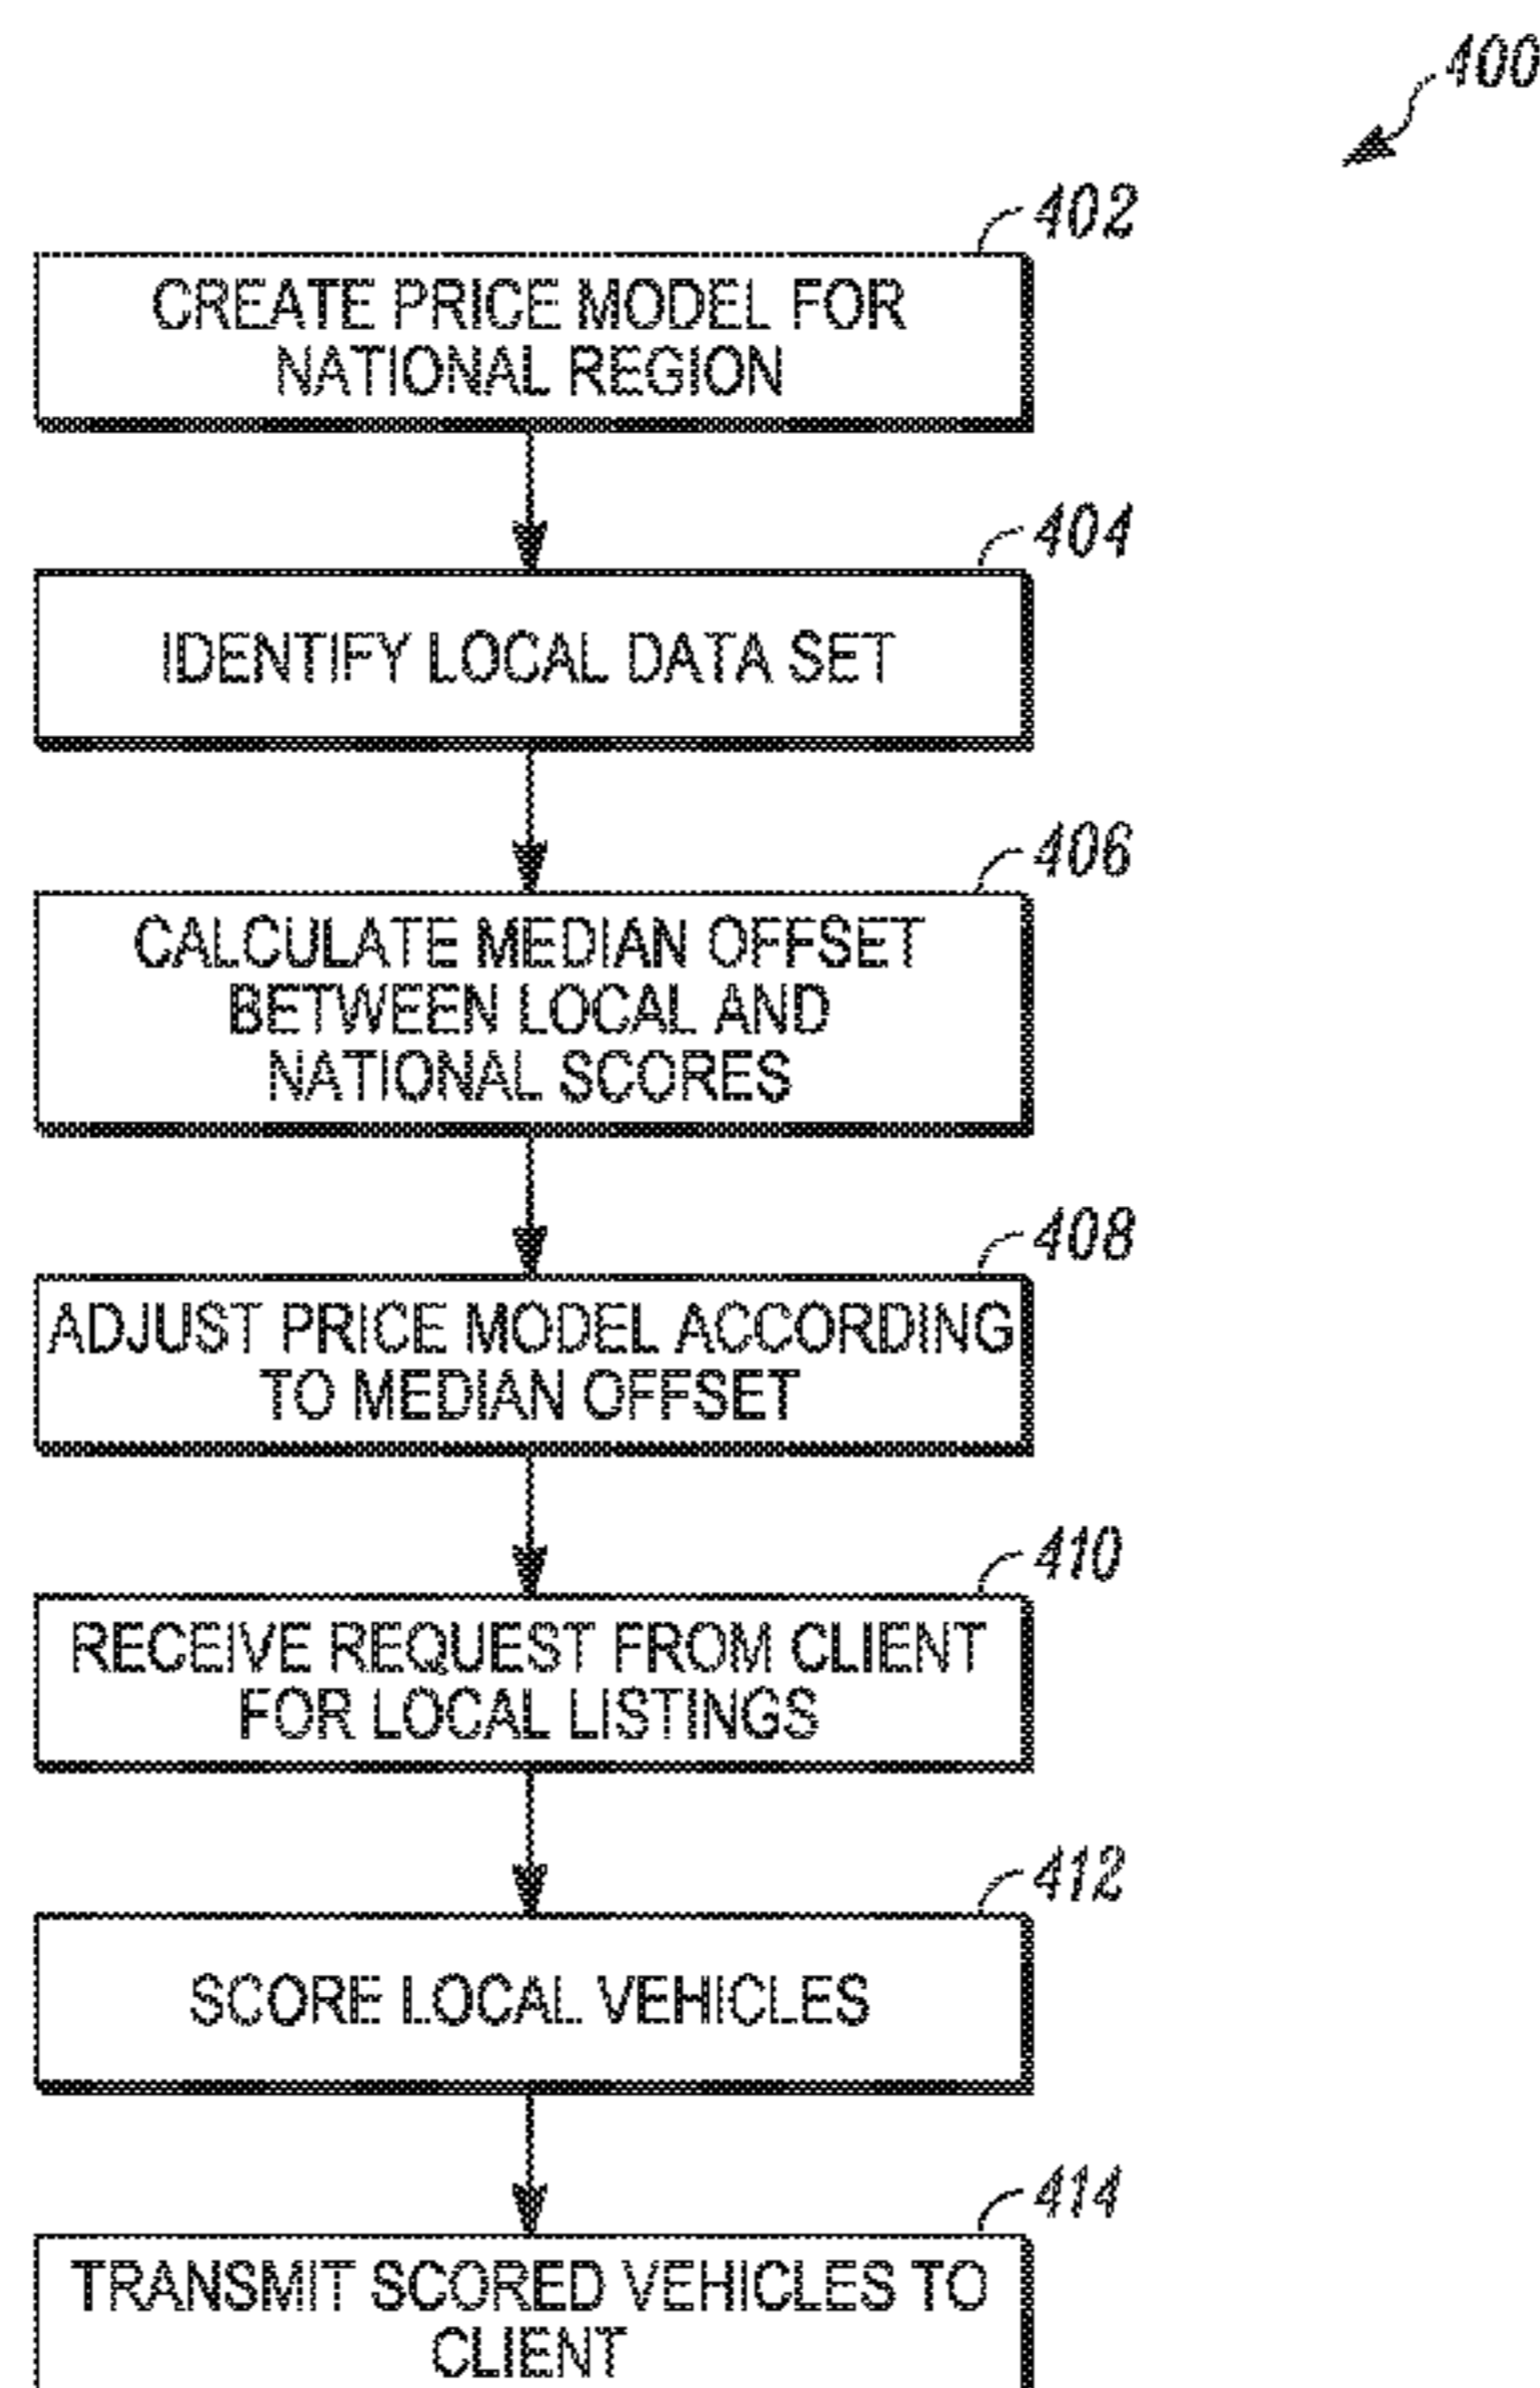 400
402
CREATE PRICE MODEL FOR
NATIONAL REGION
404
IDENTIFY LOCAL DATA SET
406
CALCULATE MEDIAN OFFSET
BETWEEN LOCAL AND
NATIONAL SCORES
408
ADJUST PRICE MODEL ACCORDING
TO MEDIAN OFFSET
410
RECEIVE REQUEST FROM CLIENT
FOR LOCAL LISTINGS
412
SCORE LOCAL VEHICLES
414
TRANSMIT SCORED VEHICLES TO
CLIENT